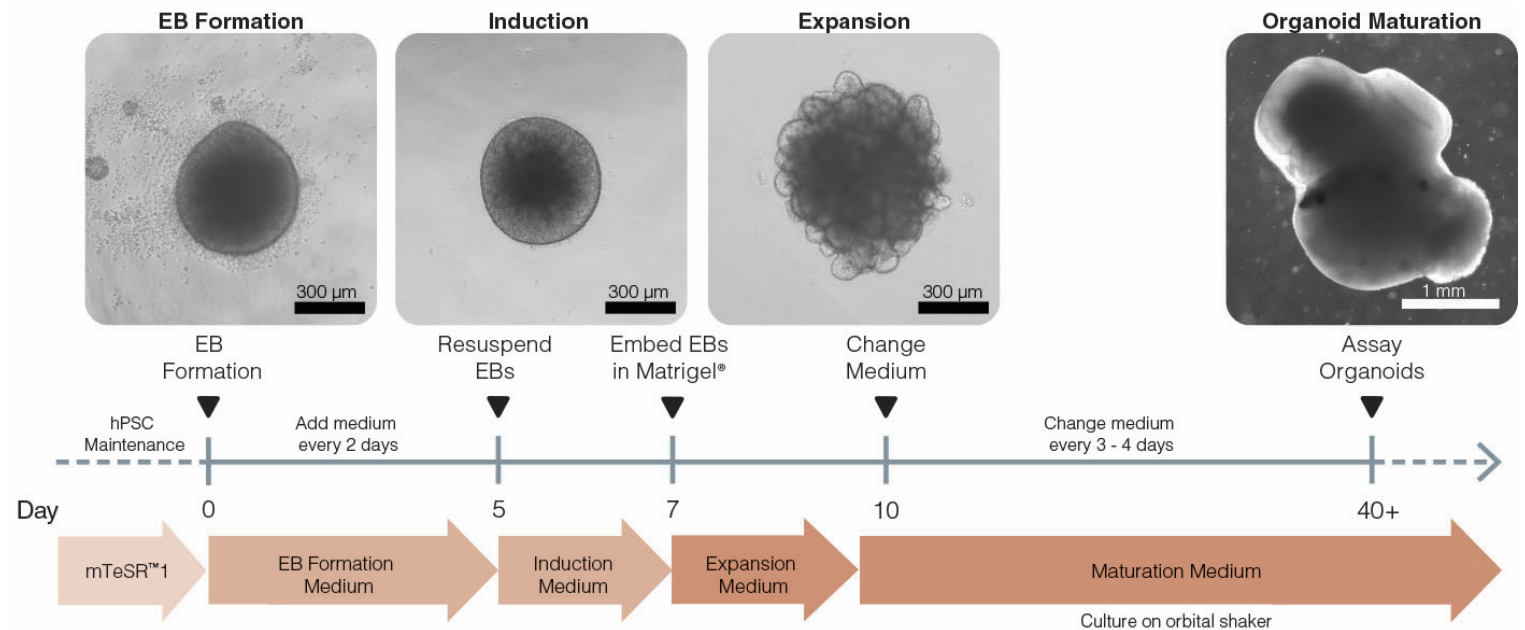 EB Formation
Induction
Expansion
Organoid Maturation
300 µm
300 µm
300 µm
1 mm
EB
Formation
Resuspend
EBs
Embed EBs
in Matrigel®
Change
Medium
Assay
Organoids
hPSC
Maintenance
Add medium
every 2 days
Change medium
every 3 - 4 days
Day
0
5
7
10
40+
mTeSR™1
EB Formation
Medium
Induction
Medium
Expansion
Medium
Maturation Medium
Culture on orbital shaker